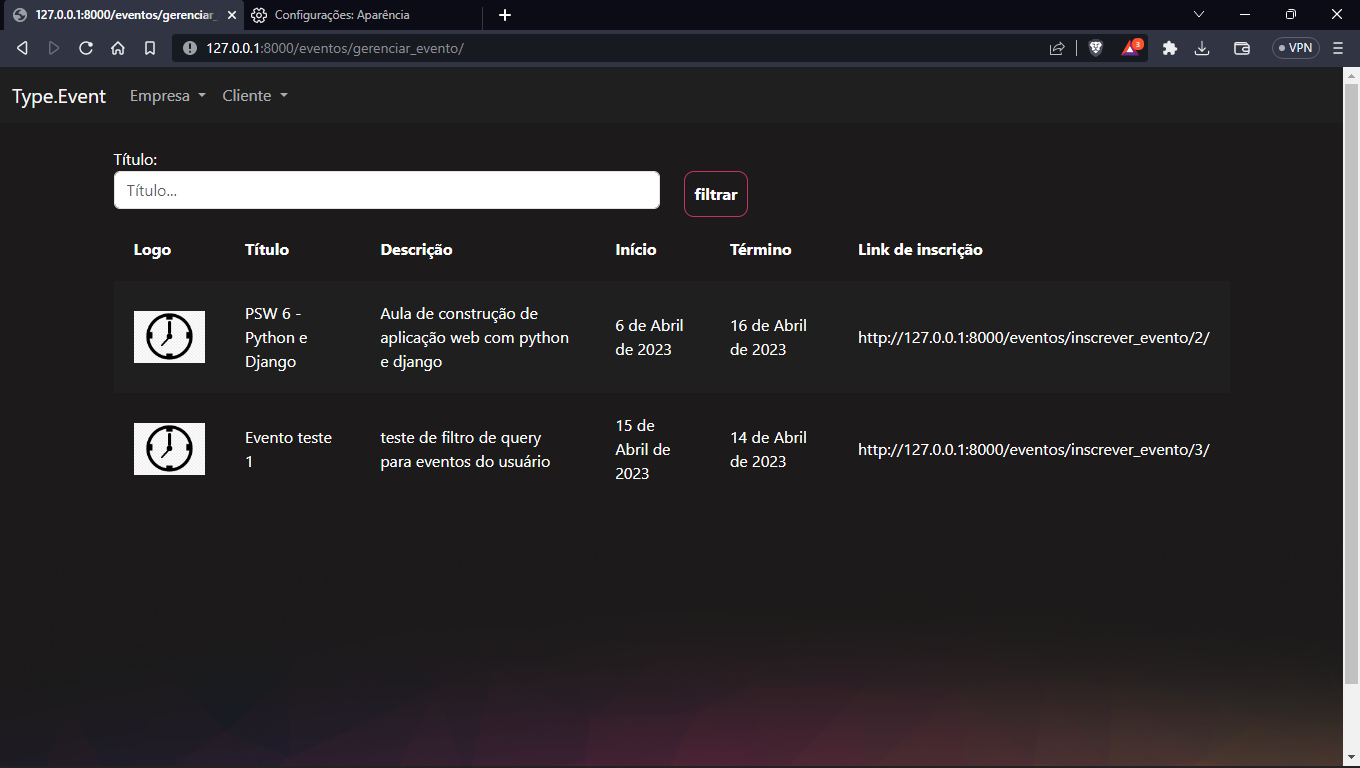 127.0.0.1:8000/eventos/gerenciar_
Configurações: Aparência
127.0.0.1:8000/eventos/gerenciar_evento/
3
VPN
Type.Event
Empresa
Cliente
Título:
Título...
filtrar
Logo Título Descrição Início Término Link de inscrição
PSW 6 -
Python e
Django
Aula de construção de
aplicação web com python
e django
6 de Abril
de 2023
16 de Abril
de 2023
http://127.0.0.1:8000/eventos/inscrever_evento/2/
Evento teste
1
teste de filtro de query
para eventos do usuário
15 de
Abril de
2023
14 de Abril
de 2023
http://127.0.0.1:8000/eventos/inscrever_evento/3/